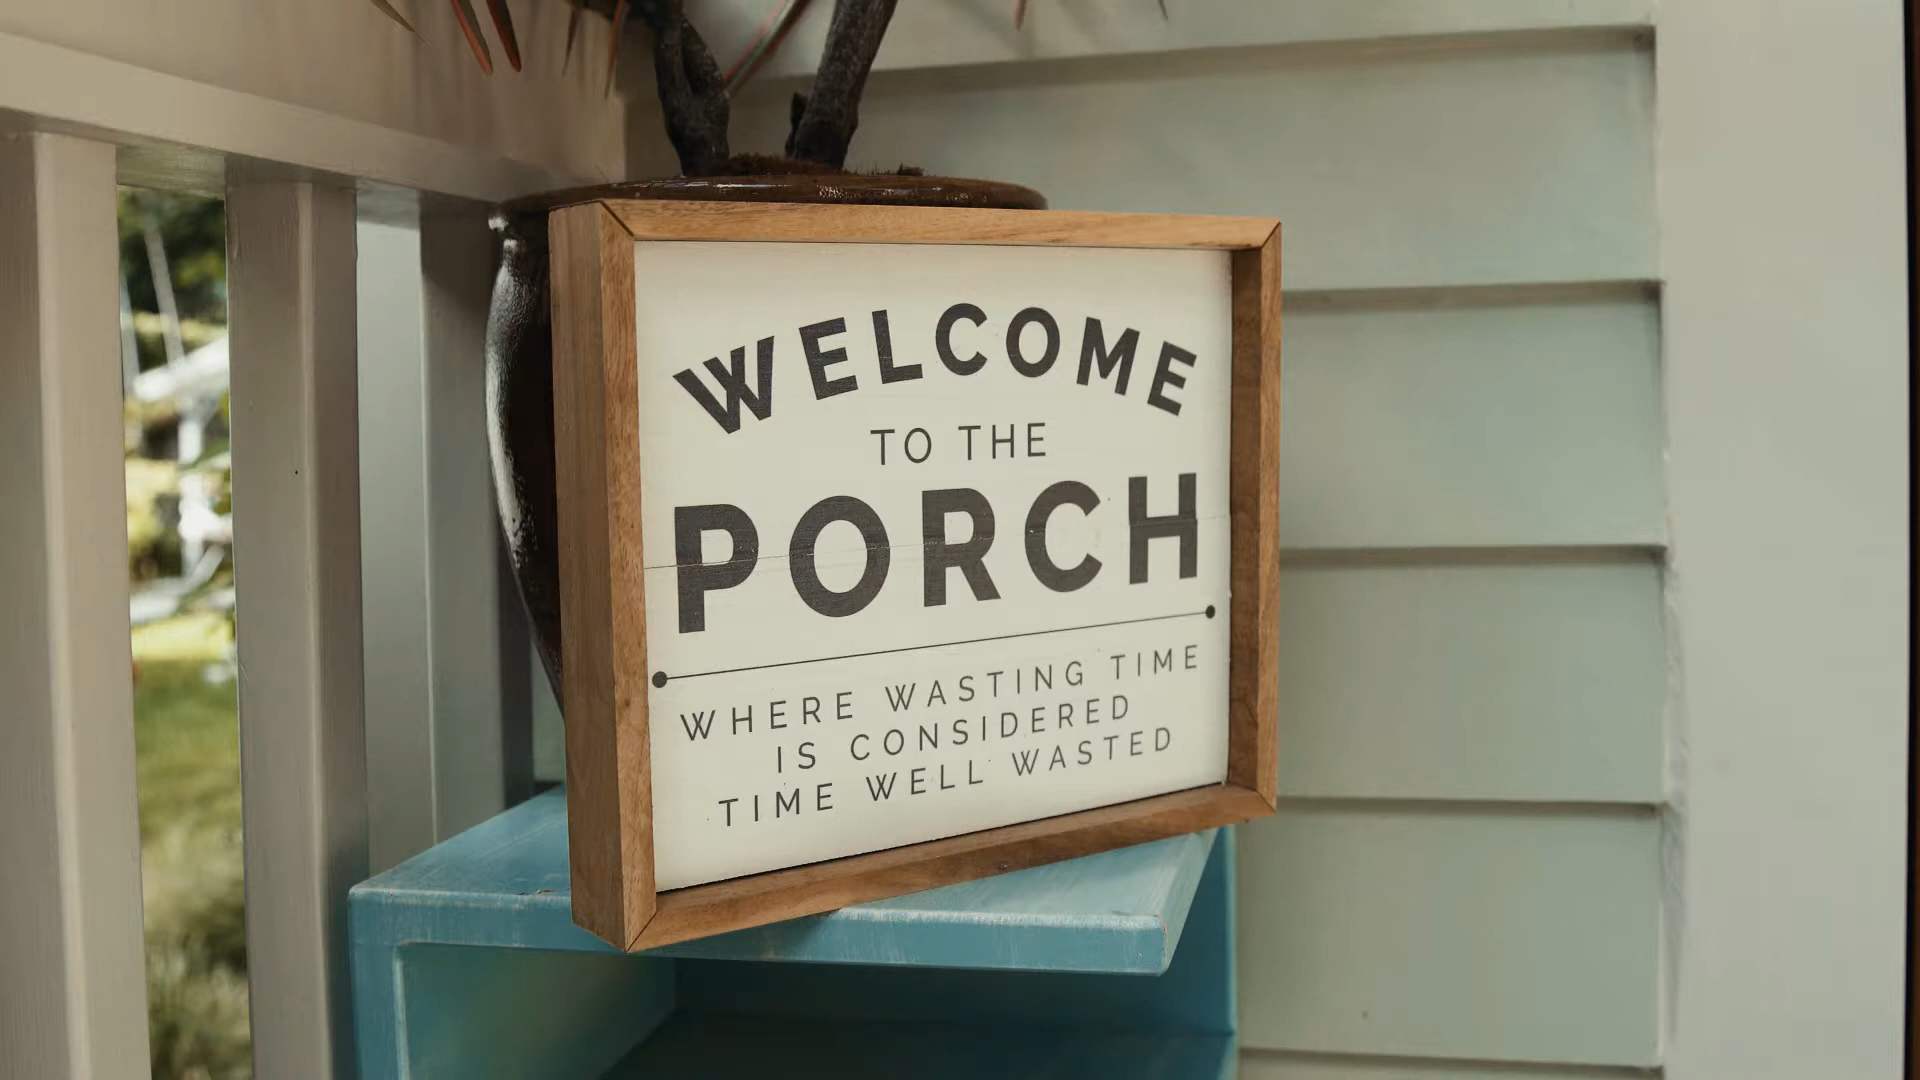 WELCOME
TO THE
PORCH
WHERE WASTING TIME
IS CONSIDERED
TIME WELL WASTED